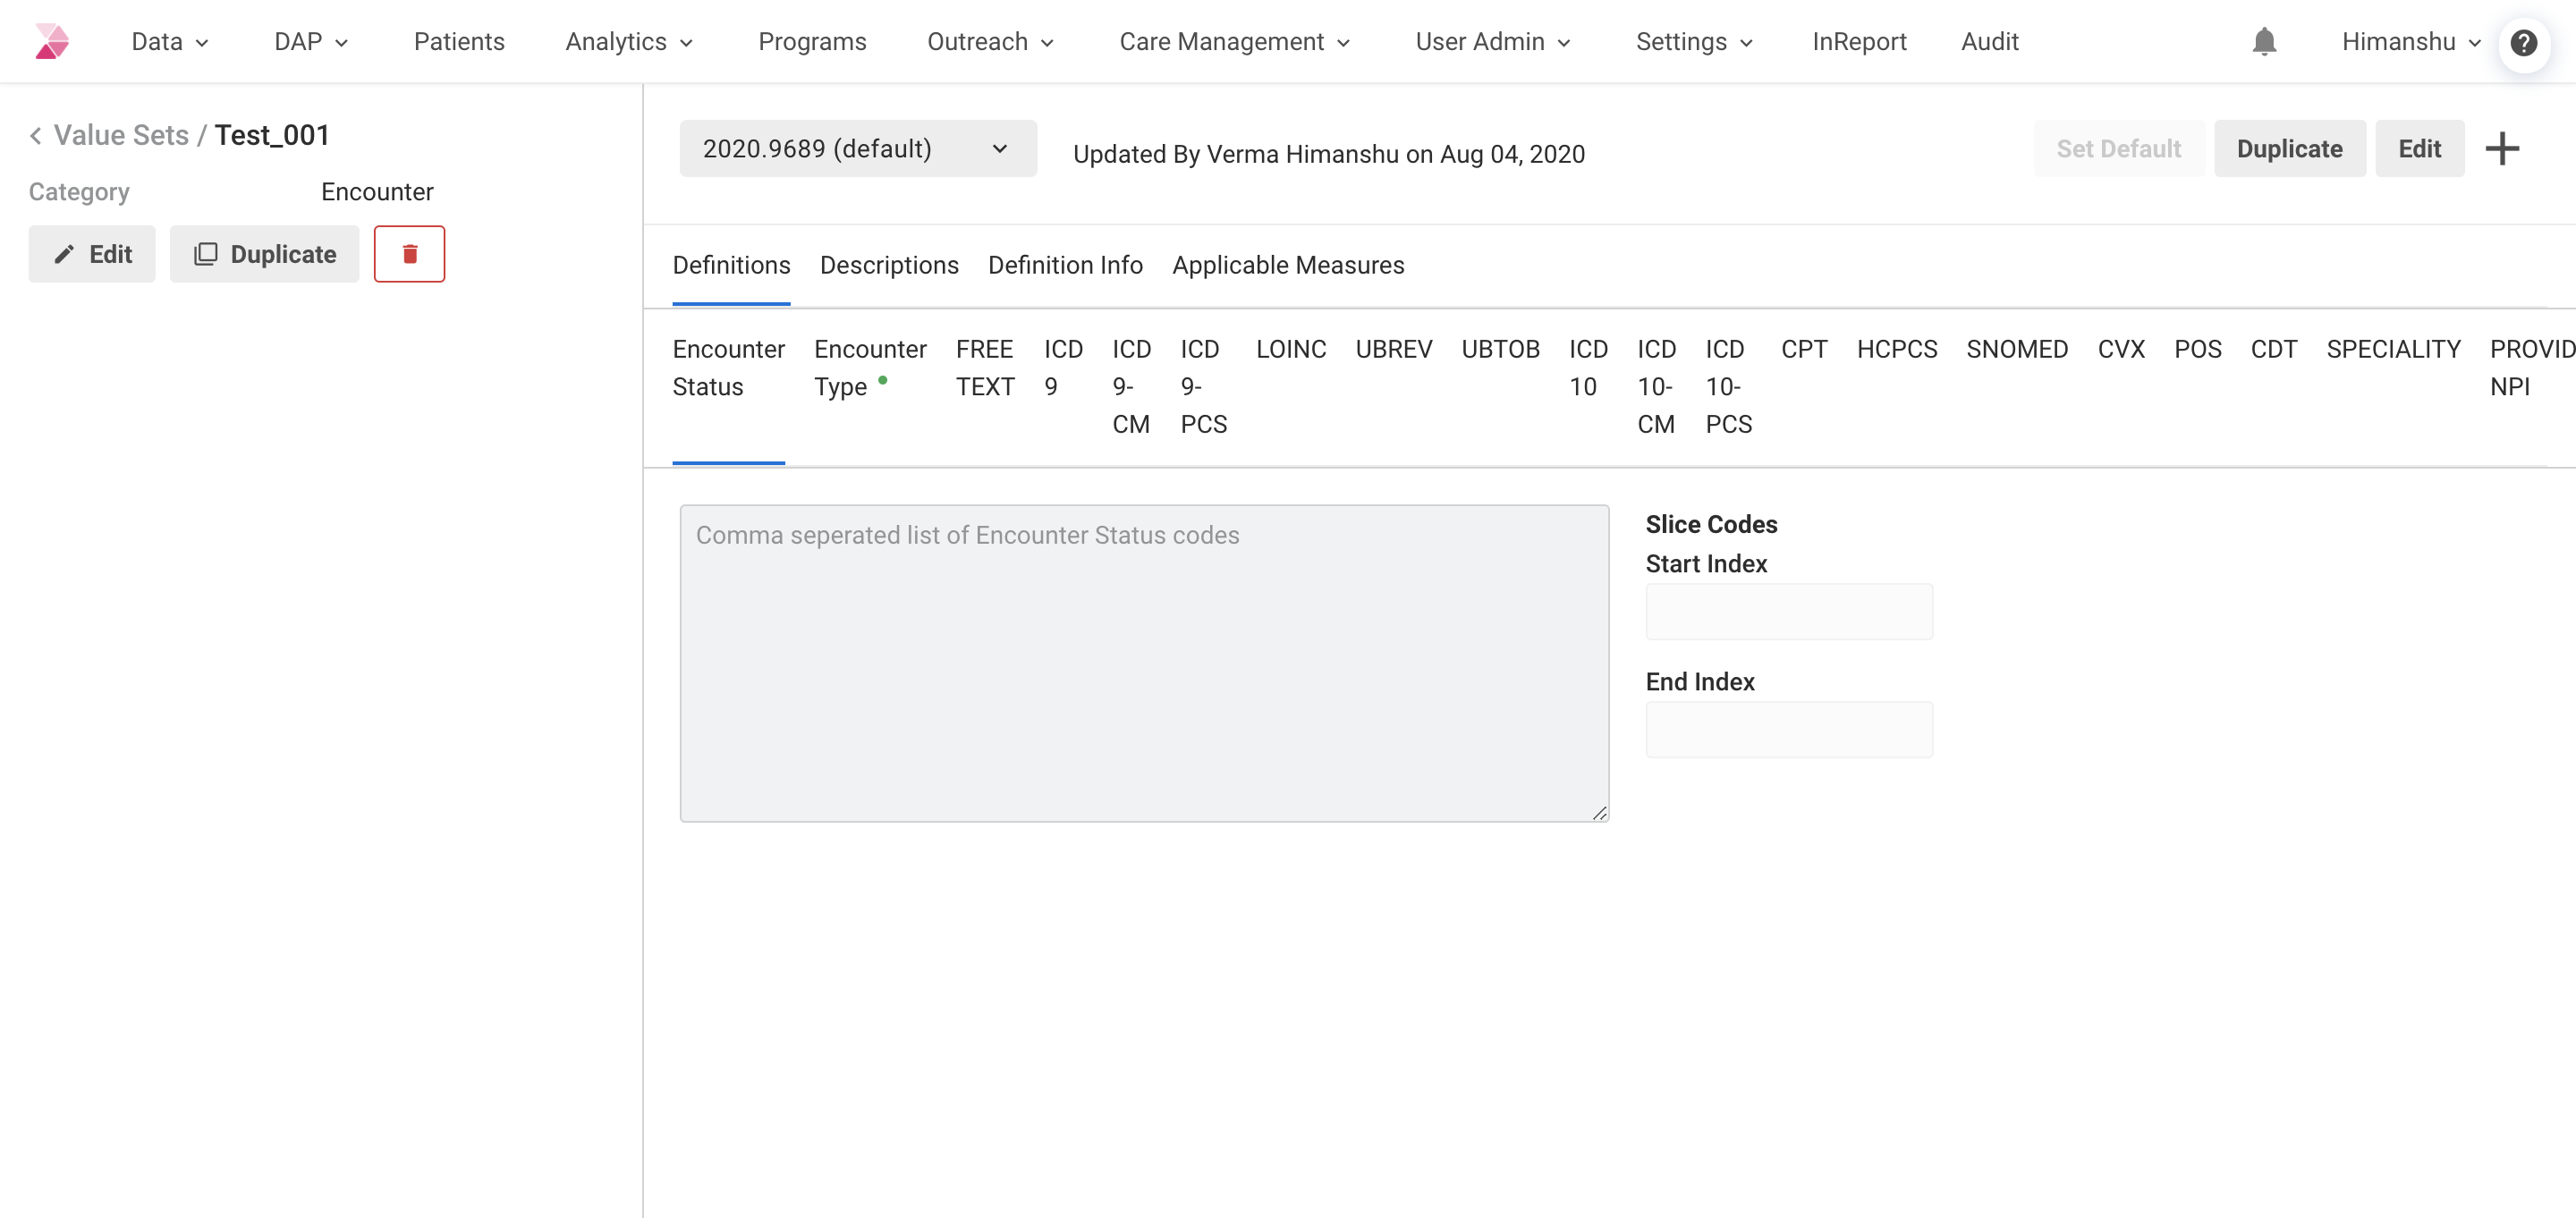 Data DAP Patients Analytics Programs Outreach Care Management User Admin Settings InReport Audit Himanshu ?
Value Sets / Test_001
Category Encounter
Edit Duplicate
2020.9689 (default) Updated By Verma Himanshu on Aug 04, 2020 Set Default Duplicate Edit
Definitions Descriptions Definition Info Applicable Measures
Encounter Encounter FREE ICD ICD ICD LOINC UBREV UBTOB ICD ICD ICD CPT HCPCS SNOMED CVX POS CDT SPECIALITY PROVID
Status Type TEXT 9 9- 9- 10 10- 10- NPI
CM PCS CM PCS
Comma seperated list of Encounter Status codes
Slice Codes
Start Index
End Index